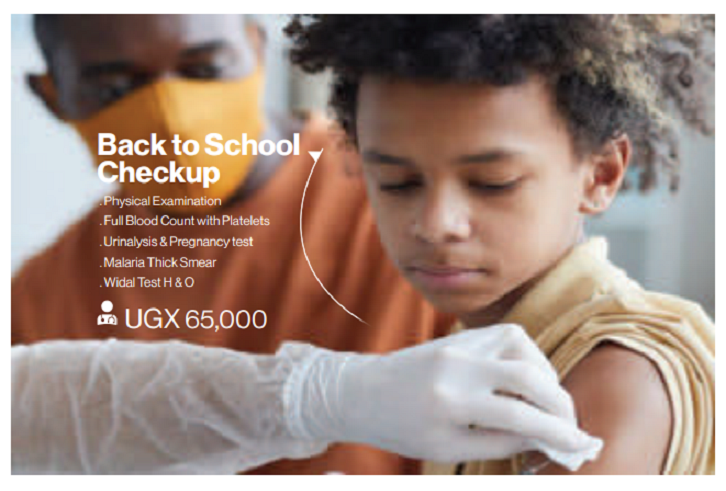 Back to School
Checkup
. Physical Examination
. Full Blood Count with Platelets
. Urinalysis & Pregnancy test
. Malaria Thick Smear
. Widal Test H & O
UGX 65,000